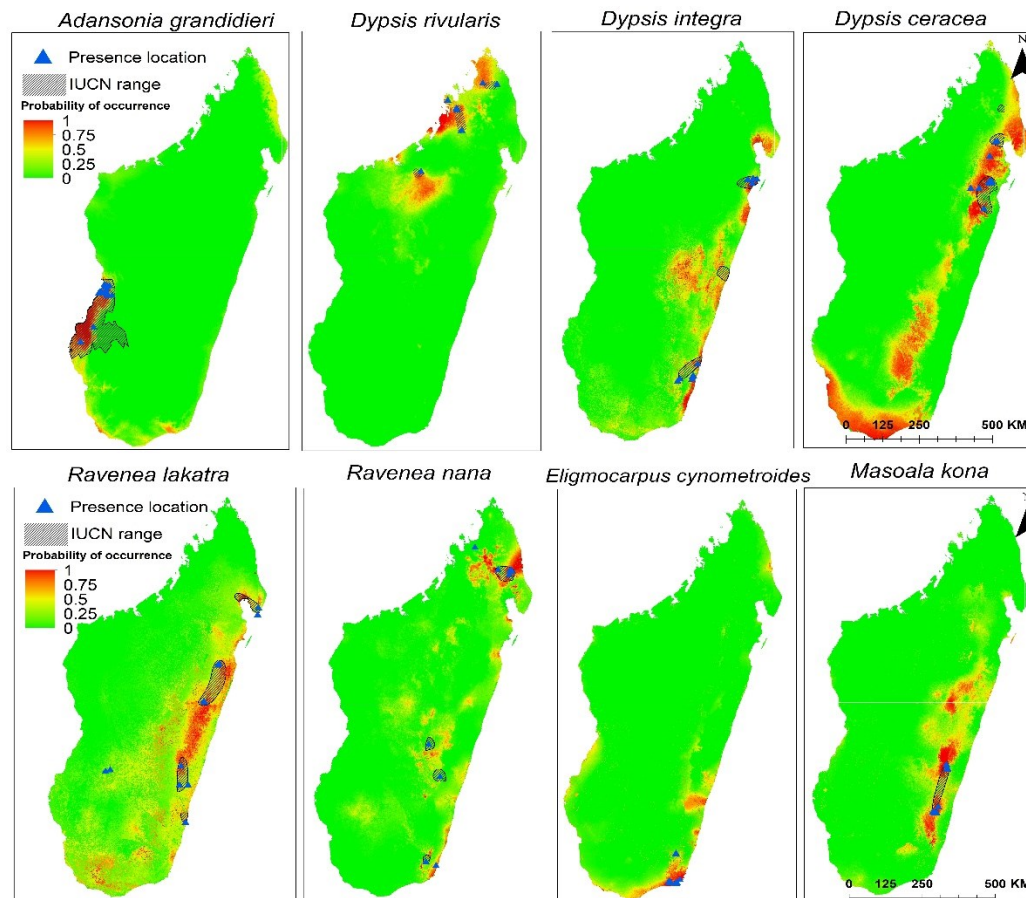 Adansonia grandidieri
Dypsis rivularis
Dypsis integra
Dypsis ceracea
Presence location
IUCN range
Probability of occurrence
1
0.75
0.5
0.25
0
N
0 125 250 500 KM
Ravenea lakatra
Ravenea nana
Eligmocarpus cynometroides
Masoala kona
Presence location
IUCN range
Probability of occurrence
1
0.75
0.5
0.25
0
0 125 250 500 KM